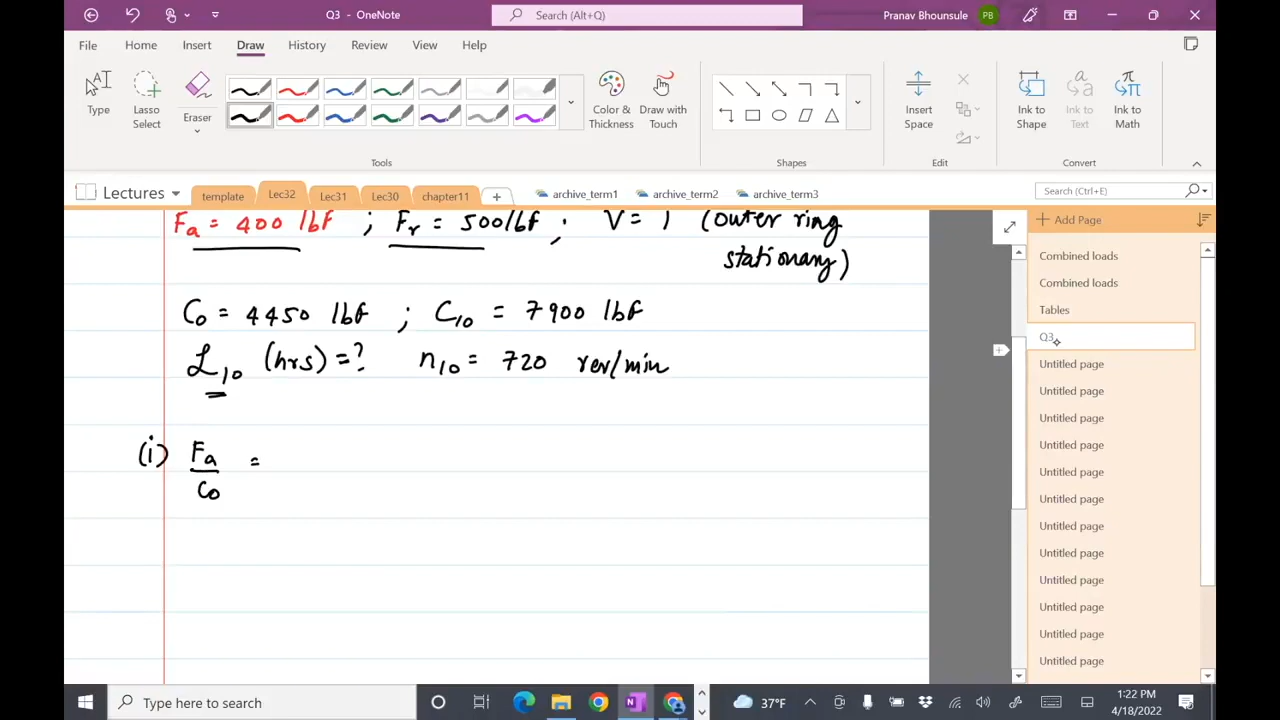 Q3 - OneNote
Search (Alt+Q)
Pranav Bhounsule PB
File Home Insert Draw History Review View Help
Type
Lasso Select
Eraser
Color & Thickness
Draw with Touch
Insert Space
Ink to Shape
Ink to Text
Ink to Math
Tools Shapes Edit Convert
Lectures template Lec32 Lec31 Lec30 chapter11 archive_term1 archive_term2 archive_term3 Search (Ctrl+E)
Fa = 400 lbf ; Fr = 500 lbf ; V = 1 (outer ring
stationary)
C0 = 4450 lbf ; C10 = 7900 lbf
L10 (hrs) = ? n10 = 720 rev/min
(i) Fa/C0 =
Add Page
Combined loads
Combined loads
Tables
Q3
Untitled page
Untitled page
Untitled page
Untitled page
Untitled page
Untitled page
Untitled page
Untitled page
Untitled page
Untitled page
Untitled page
Untitled page
Type here to search
37°F
1:22 PM
4/18/2022